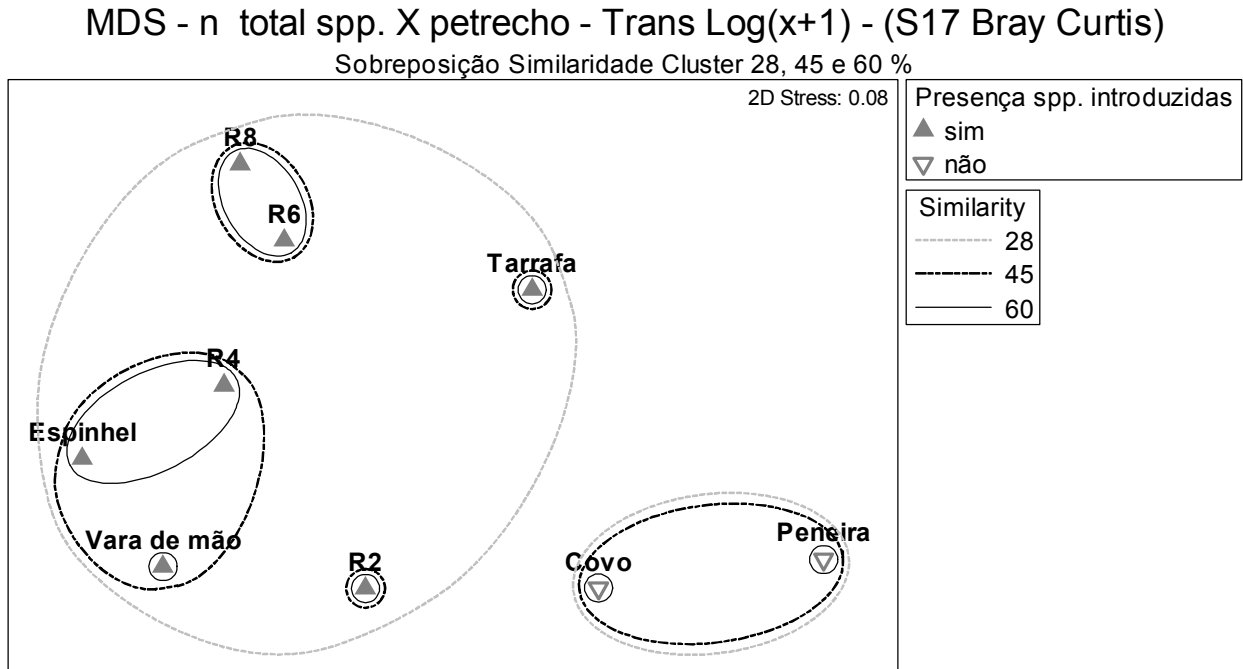 MDS - n total spp. X petrecho - Trans Log(x+1) - (S17 Bray Curtis)
Sobreposição Similaridade Cluster 28, 45 e 60 %
2D Stress: 0.08
Presença spp. introduzidas
sim
não
Similarity
28
45
60
R8
R6
Tarrafa
R4
Espinhel
Vara de mão
R2
Covo
Peneira